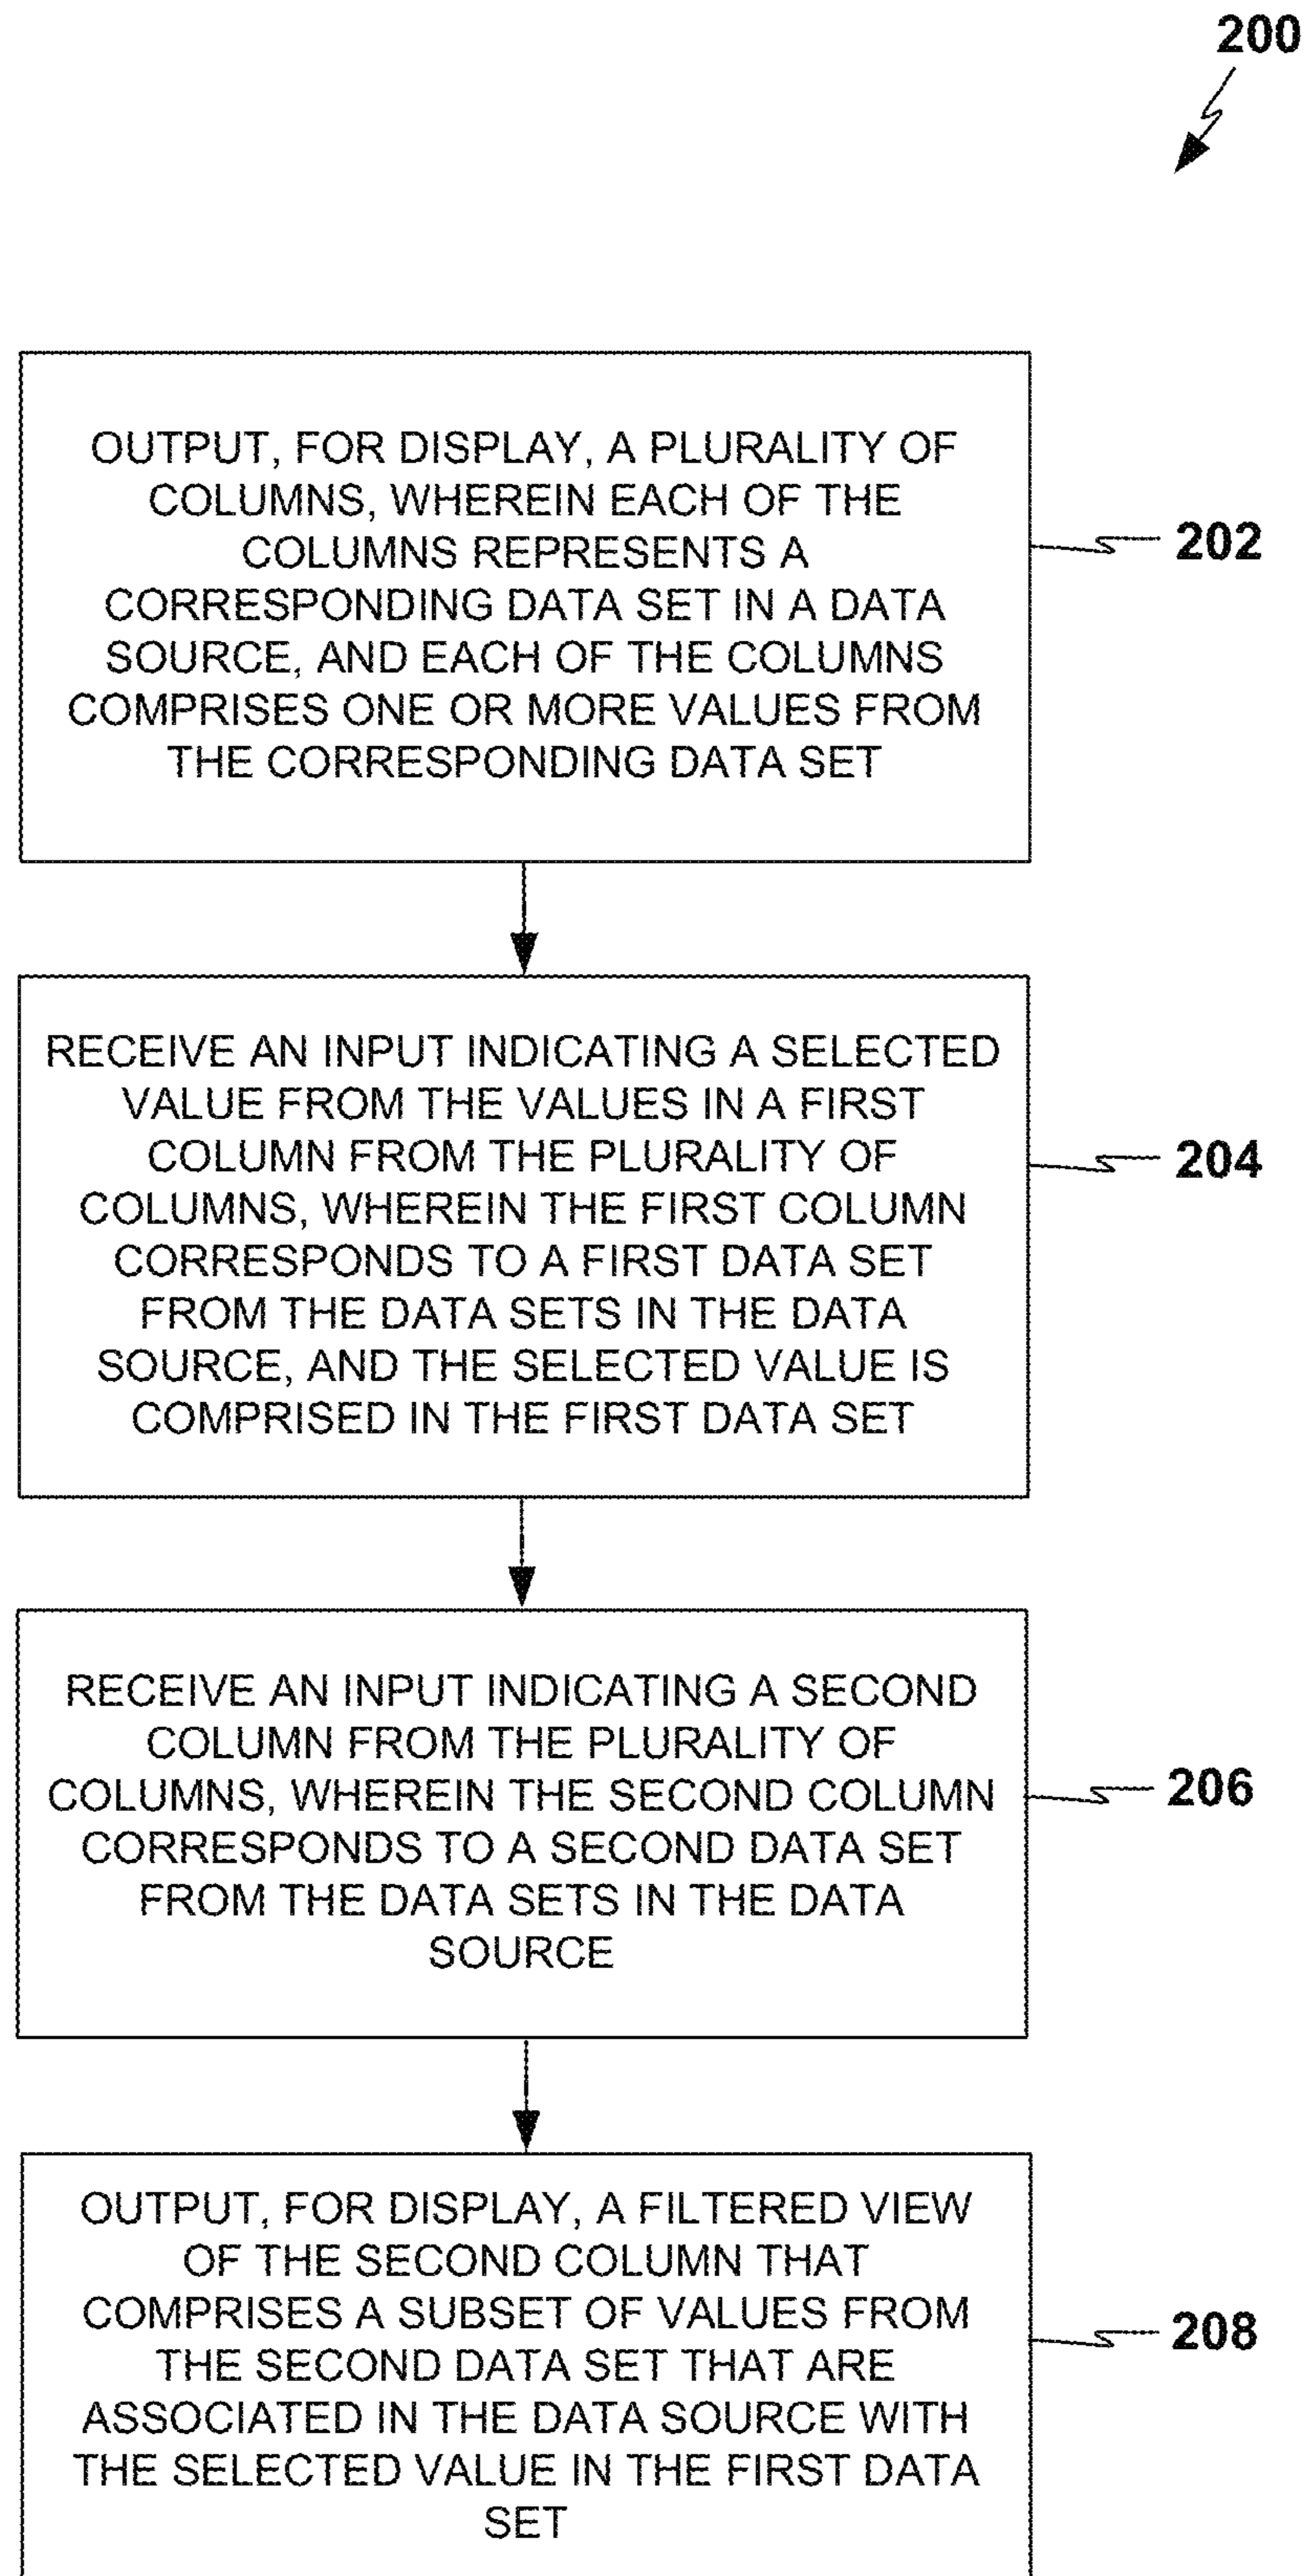 200
OUTPUT, FOR DISPLAY, A PLURALITY OF
COLUMNS, WHEREIN EACH OF THE
COLUMNS REPRESENTS A
CORRESPONDING DATA SET IN A DATA
SOURCE, AND EACH OF THE COLUMNS
COMPRISES ONE OR MORE VALUES FROM
THE CORRESPONDING DATA SET
202
RECEIVE AN INPUT INDICATING A SELECTED
VALUE FROM THE VALUES IN A FIRST
COLUMN FROM THE PLURALITY OF
COLUMNS, WHEREIN THE FIRST COLUMN
CORRESPONDS TO A FIRST DATA SET
FROM THE DATA SETS IN THE DATA
SOURCE, AND THE SELECTED VALUE IS
COMPRISED IN THE FIRST DATA SET
204
RECEIVE AN INPUT INDICATING A SECOND
COLUMN FROM THE PLURALITY OF
COLUMNS, WHEREIN THE SECOND COLUMN
CORRESPONDS TO A SECOND DATA SET
FROM THE DATA SETS IN THE DATA
SOURCE
206
OUTPUT, FOR DISPLAY, A FILTERED VIEW
OF THE SECOND COLUMN THAT
COMPRISES A SUBSET OF VALUES FROM
THE SECOND DATA SET THAT ARE
ASSOCIATED IN THE DATA SOURCE WITH
THE SELECTED VALUE IN THE FIRST DATA
SET
208